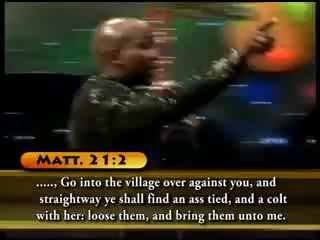 MATT. 21:2
....., Go into the village over against you, and
straightway ye shall find an ass tied, and a colt
with her: loose them, and bring them unto me.